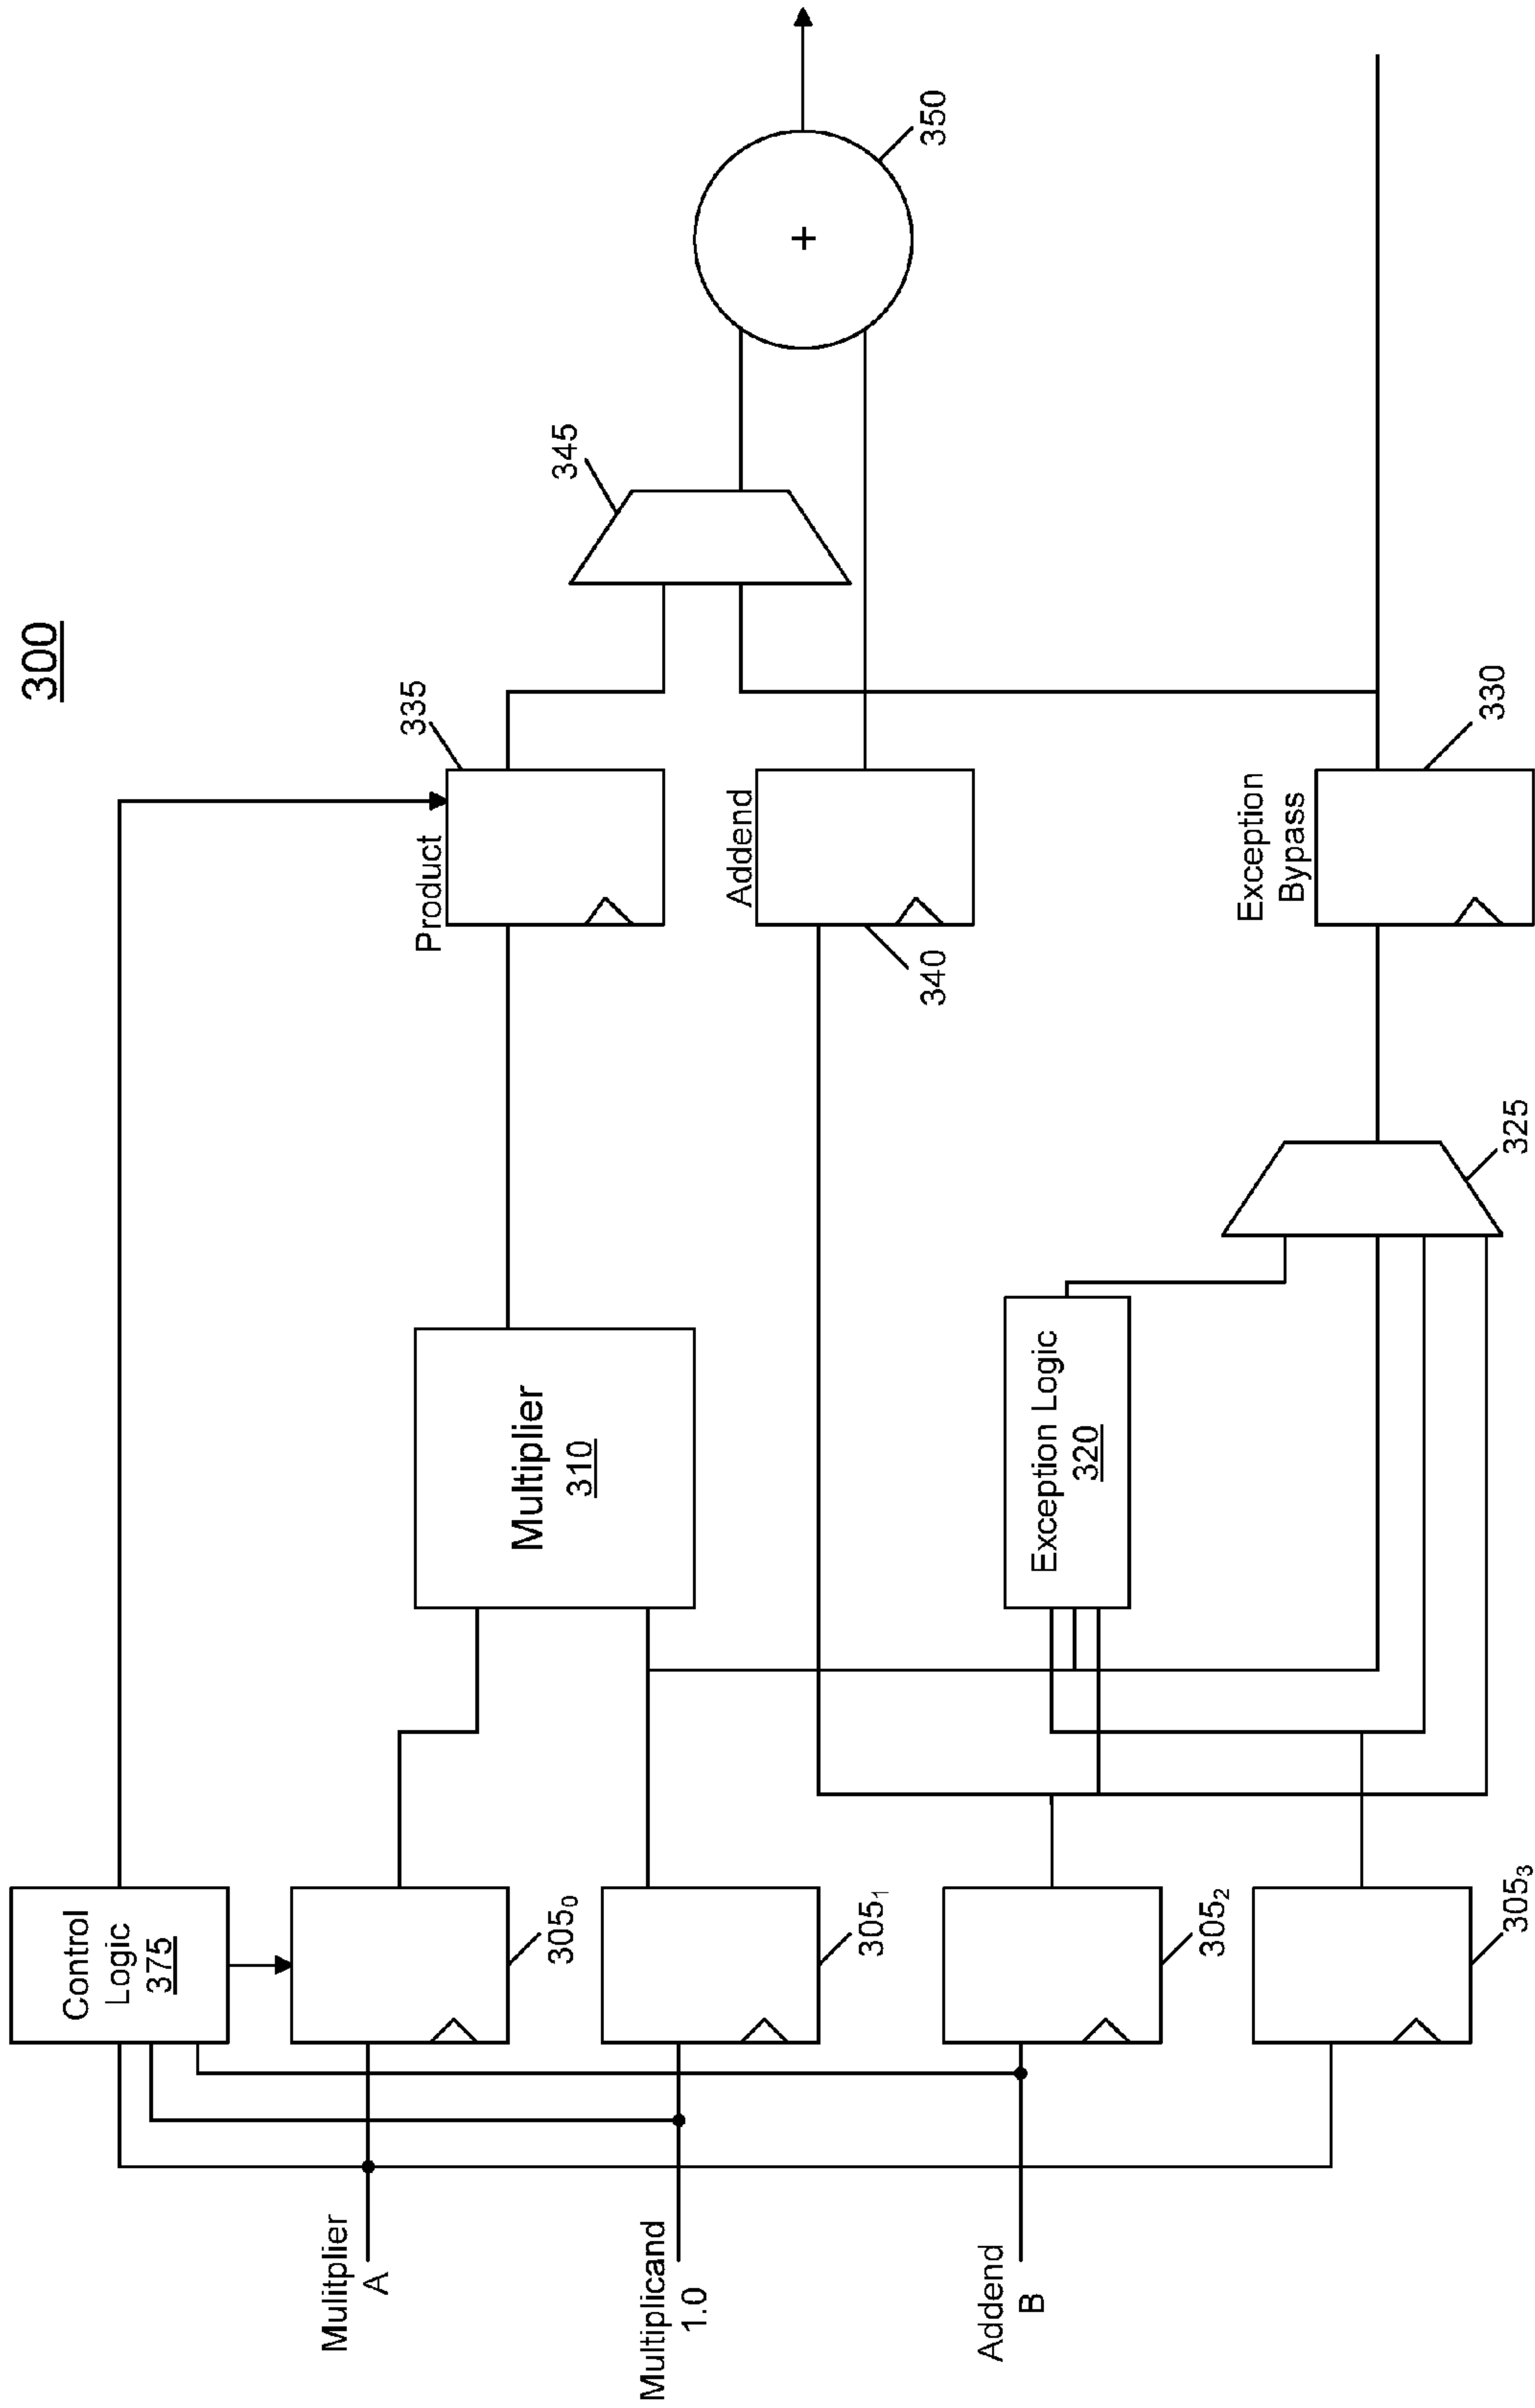 300
Control
Logic
375
Mulitplier
A
305₀
Multiplicand
1.0
305₁
Addend
B
305₂
305₃
Multiplier
310
Exception Logic
320
325
Product
335
Addend
340
Exception
Bypass
330
345
+
350